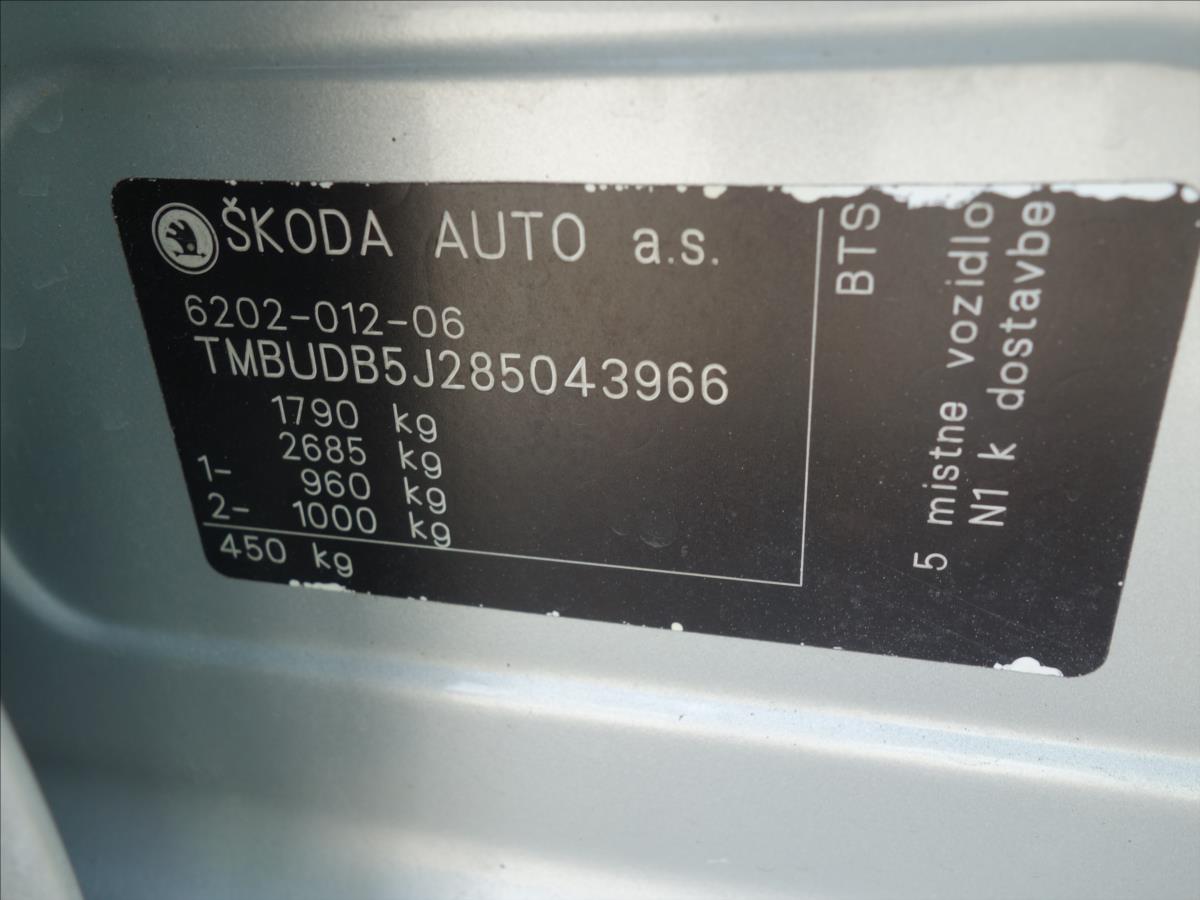 ŠKODA AUTO a.s.
6202-012-06
TMBUDB5J285043966
1790 kg
2685 kg
1- 960 kg
2- 1000 kg
450 kg
BTS
5 mistne vozidlo
N1 k dostavbe